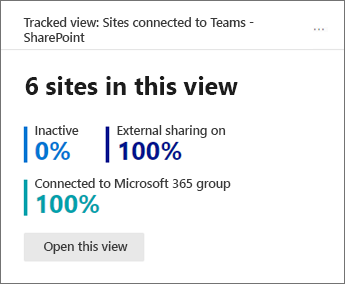 Tracked view: Sites connected to Teams -
SharePoint
...
6 sites in this view
Inactive
0%
External sharing on
100%
Connected to Microsoft 365 group
100%
Open this view